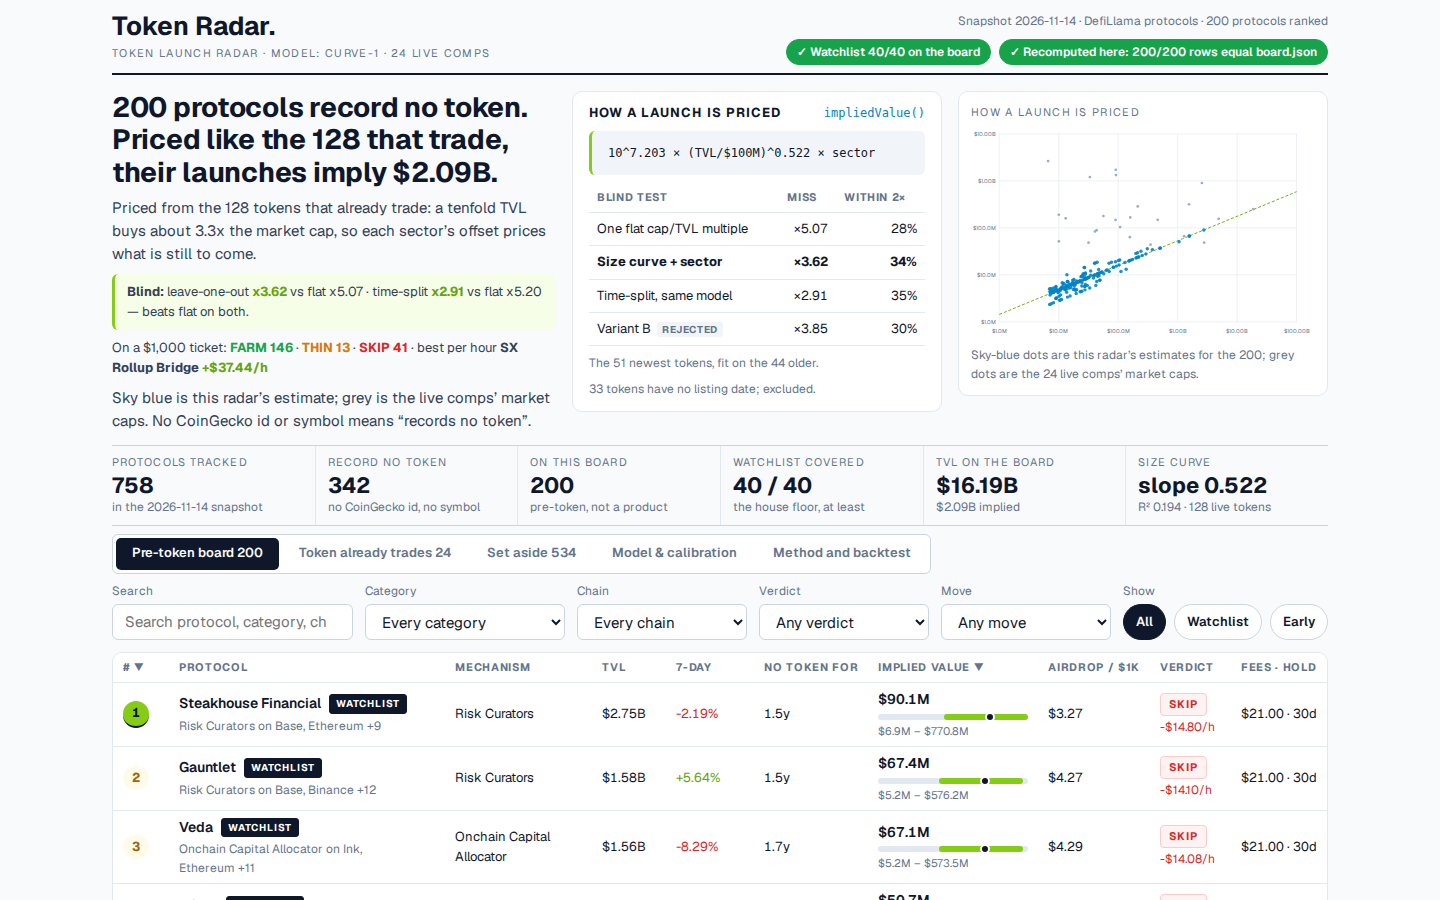 Token Radar.
TOKEN LAUNCH RADAR · MODEL: CURVE-1 · 24 LIVE COMPS
Snapshot 2026-11-14 · DefiLlama protocols · 200 protocols ranked
✓ Watchlist 40/40 on the board
✓ Recomputed here: 200/200 rows equal board.json
200 protocols record no token.
Priced like the 128 that trade,
their launches imply $2.09B.
Priced from the 128 tokens that already trade: a tenfold TVL
buys about 3.3x the market cap, so each sector's offset prices
what is still to come.
Blind: leave-one-out x3.62 vs flat x5.07 · time-split x2.91 vs flat x5.20
— beats flat on both.
On a $1,000 ticket: FARM 146 · THIN 13 · SKIP 41 · best per hour SX
Rollup Bridge +$37.44/h
Sky blue is this radar's estimate; grey is the live comps' market
caps. No CoinGecko id or symbol means “records no token”.
HOW A LAUNCH IS PRICED
impliedValue()
10^7.203 × (TVL/$100M)^0.522 × sector
BLIND TEST MISS WITHIN 2×
One flat cap/TVL multiple ×5.07 28%
Size curve + sector ×3.62 34%
Time-split, same model ×2.91 35%
Variant B REJECTED ×3.85 30%
The 51 newest tokens, fit on the 44 older.
33 tokens have no listing date; excluded.
HOW A LAUNCH IS PRICED
$10.00B
$1.00B
$100.0M
$10.0M
$1.0M
$1.0M $10.0M $100.0M $1.00B $10.00B $100.00B
Sky-blue dots are this radar's estimates for the 200; grey
dots are the 24 live comps' market caps.
PROTOCOLS TRACKED
758
in the 2026-11-14 snapshot
RECORD NO TOKEN
342
no CoinGecko id, no symbol
ON THIS BOARD
200
pre-token, not a product
WATCHLIST COVERED
40 / 40
the house floor, at least
TVL ON THE BOARD
$16.19B
$2.09B implied
SIZE CURVE
slope 0.522
R² 0.194 · 128 live tokens
Pre-token board 200
Token already trades 24
Set aside 534
Model & calibration
Method and backtest
Search
Search protocol, category, ch
Category
Every category
Chain
Every chain
Verdict
Any verdict
Move
Any move
Show
All
Watchlist
Early
# ▼ PROTOCOL MECHANISM TVL 7-DAY NO TOKEN FOR IMPLIED VALUE ▼ AIRDROP / $1K VERDICT FEES · HOLD
1
Steakhouse Financial WATCHLIST
Risk Curators on Base, Ethereum +9
Risk Curators
$2.75B
-2.19%
1.5y
$90.1M
$6.9M – $770.8M
$3.27
SKIP
-$14.80/h
$21.00 · 30d
2
Gauntlet WATCHLIST
Risk Curators on Base, Binance +12
Risk Curators
$1.58B
+5.64%
1.5y
$67.4M
$5.2M – $576.2M
$4.27
SKIP
-$14.10/h
$21.00 · 30d
3
Veda WATCHLIST
Onchain Capital Allocator on Ink,
Ethereum +11
Onchain Capital
Allocator
$1.56B
-8.29%
1.7y
$67.1M
$5.2M – $573.5M
$4.29
SKIP
-$14.08/h
$21.00 · 30d